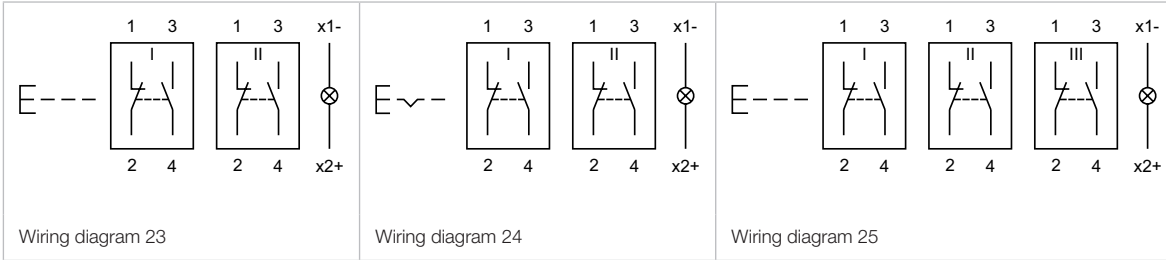 1 3 1 3 x1-
I II
2 4 2 4 x2+
Wiring diagram 23
1 3 1 3 x1-
I II
2 4 2 4 x2+
Wiring diagram 24
1 3 1 3 1 3 x1-
I II III
2 4 2 4 2 4 x2+
Wiring diagram 25